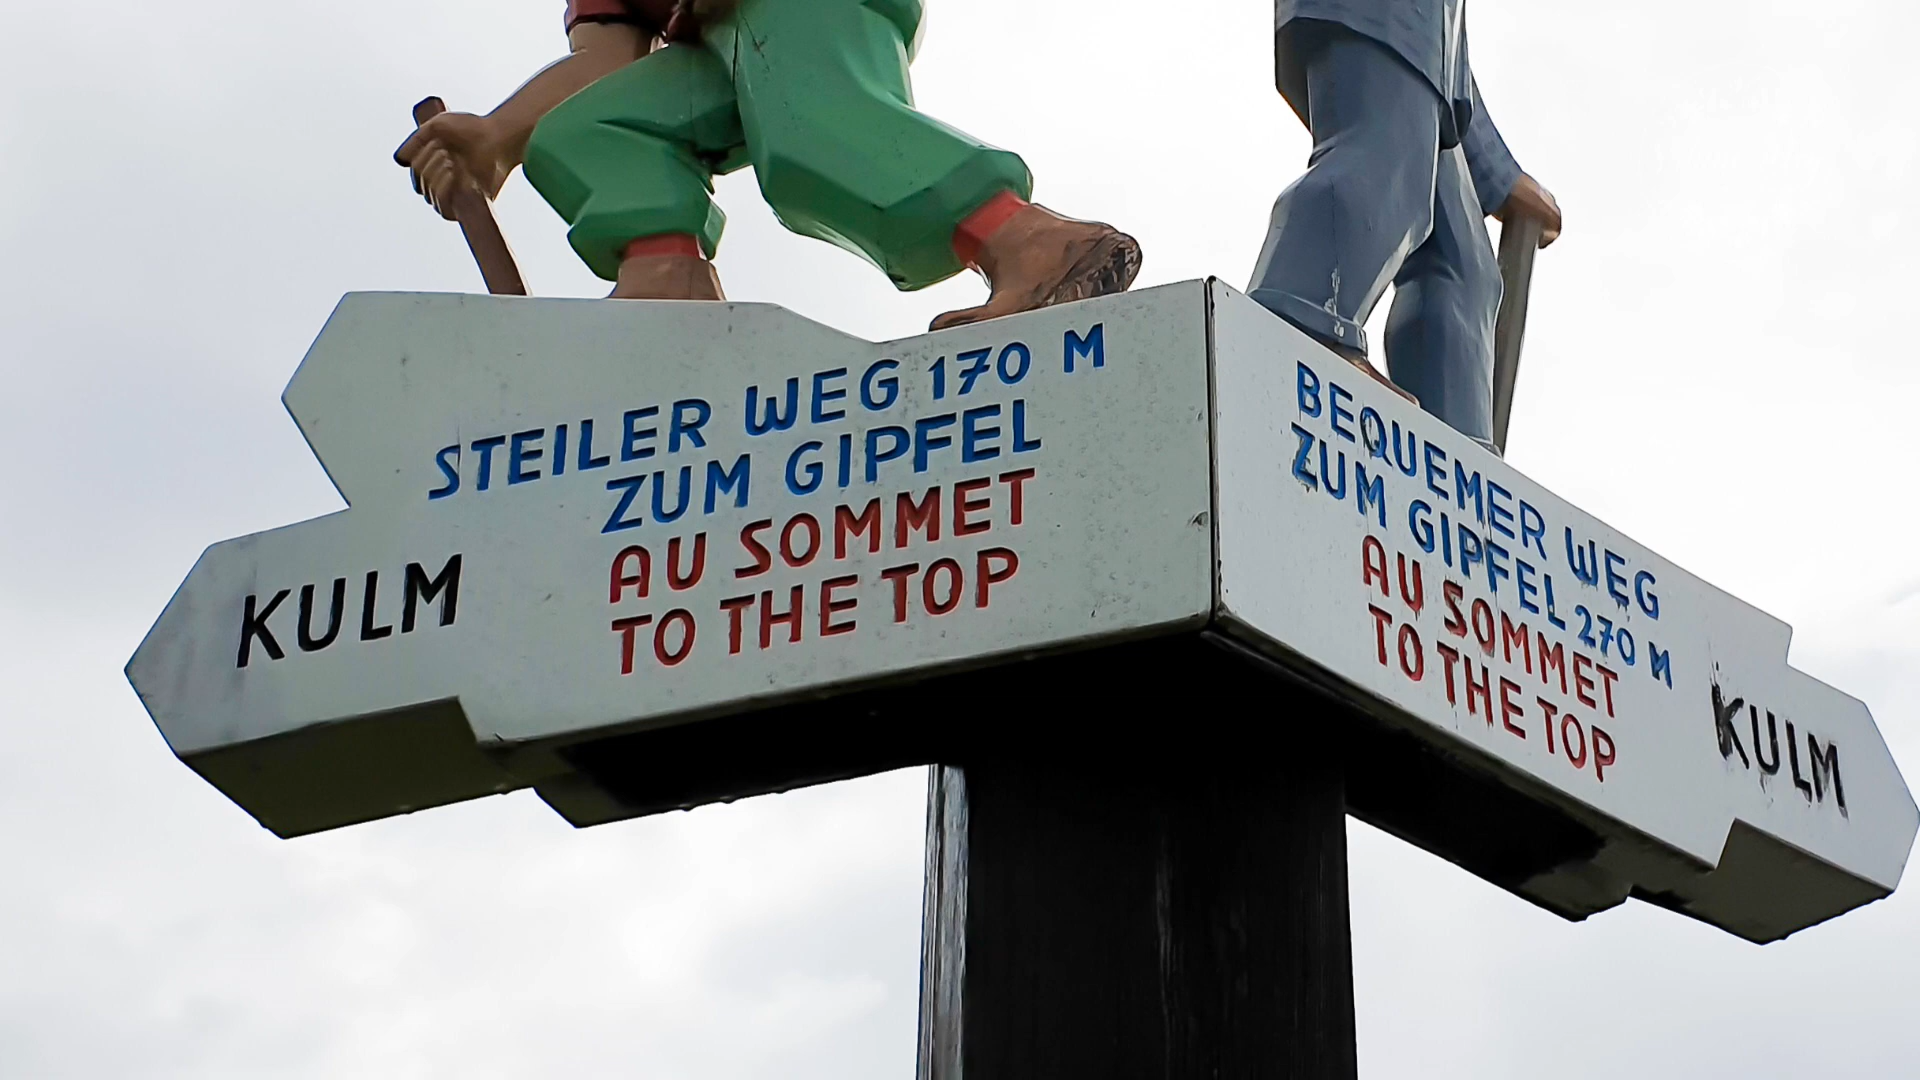 STEILER WEG 170 M
ZUM GIPFEL
AU SOMMET
TO THE TOP
KULM
BEQUEMER WEG
ZUM GIPFEL 270 M
AU SOMMET
TO THE TOP
KULM